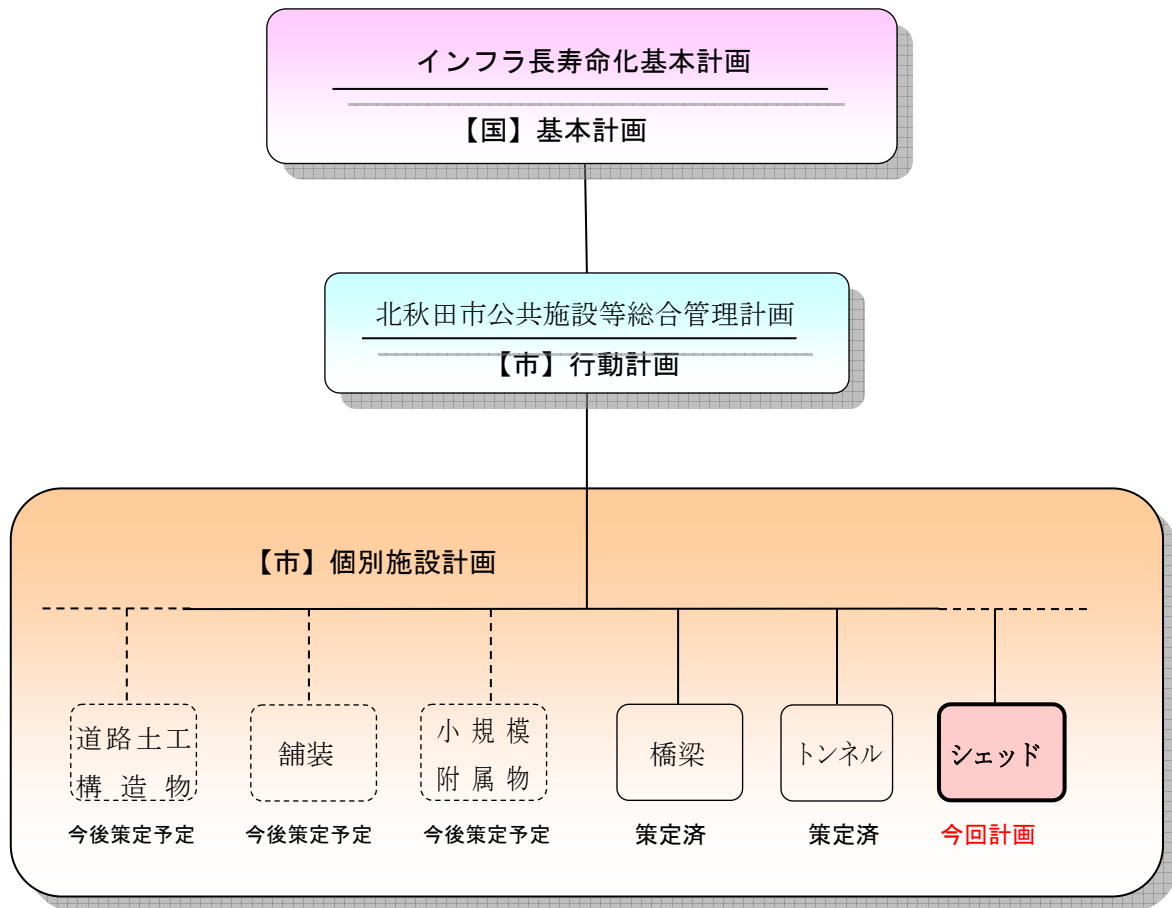 インフラ長寿命化基本計画
【国】基本計画
北秋田市公共施設等総合管理計画
【市】行動計画
【市】個別施設計画
道路土工
構造物
舗装
小規模
附属物
橋梁
トンネル
シェッド
今後策定予定
今後策定予定
今後策定予定
策定済
策定済
今回計画